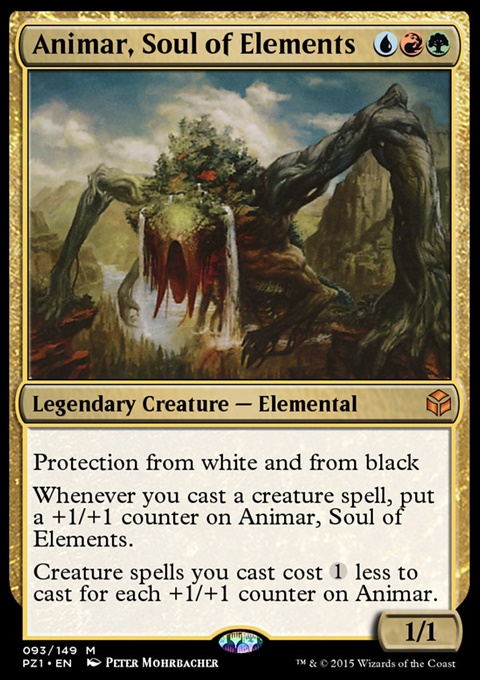 Animar, Soul of Elements
Legendary Creature — Elemental
Protection from white and from black
Whenever you cast a creature spell, put
a +1/+1 counter on Animar, Soul of
Elements.
Creature spells you cast cost 1 less to
cast for each +1/+1 counter on Animar.
1/1
093/149 M
PZ1 • EN Peter Mohrbacher
™ & © 2015 Wizards of the Coast